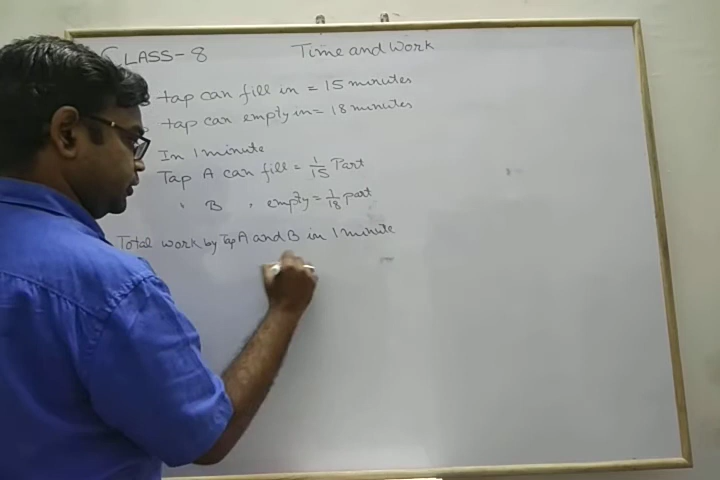 CLASS-8 Time and Work
tap can fill in = 15 minutes
tap can empty in = 18 minutes
In 1 minute
Tap A can fill = 1/15 Part
" B " empty = 1/18 part
Total work by Tap A and B in 1 minute